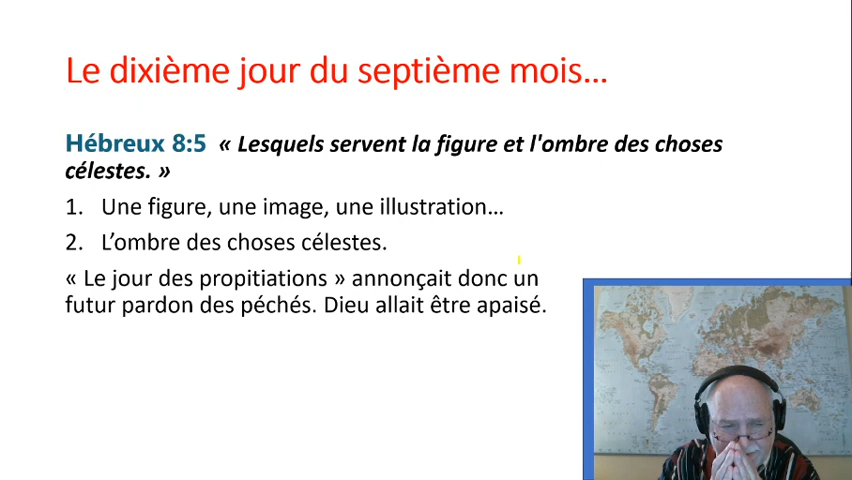 Le dixième jour du septième mois...
Hébreux 8:5 « Lesquels servent la figure et l'ombre des choses
célestes. »
1. Une figure, une image, une illustration...
2. L'ombre des choses célestes.
« Le jour des propitiations » annonçait donc un
futur pardon des péchés. Dieu allait être apaisé.